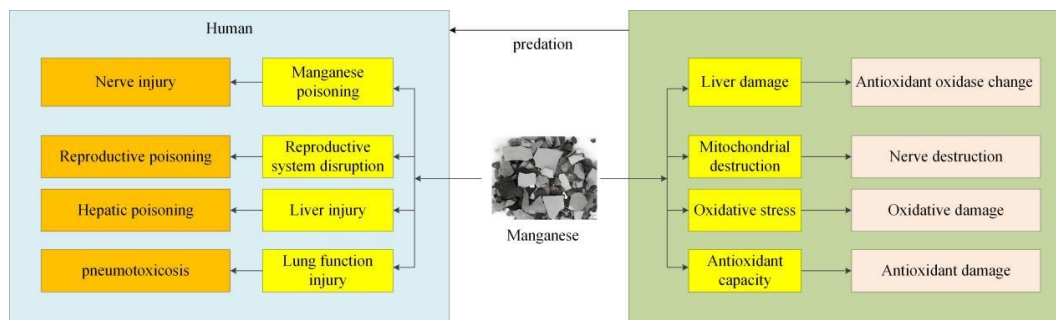 Human
predation
Nerve injury
Manganese
poisoning
Liver damage
Antioxidant oxidase change
Reproductive poisoning
Reproductive
system disruption
Mitochondrial
destruction
Nerve destruction
Hepatic poisoning
Liver injury
Manganese
Oxidative stress
Oxidative damage
pneumotoxicosis
Lung function
injury
Antioxidant
capacity
Antioxidant damage